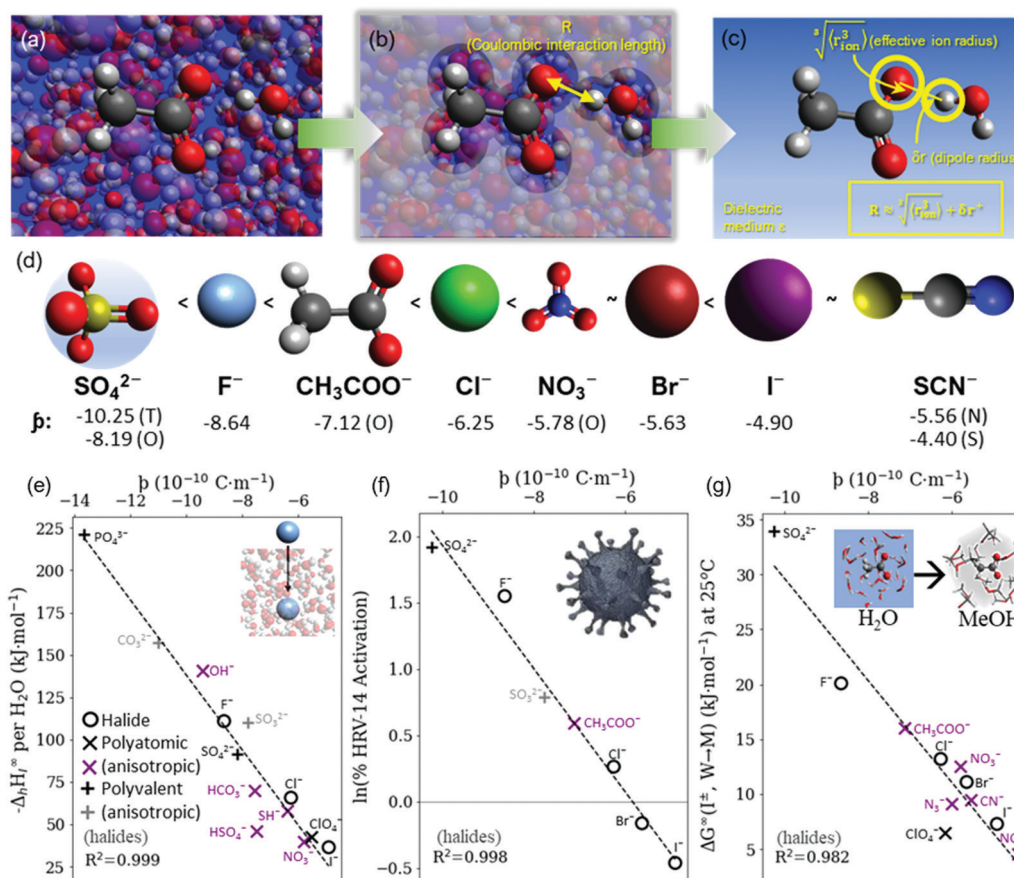 (a)
(b)
R
(Coulombic interaction length)
(c)
∛⟨r³ion⟩ (effective ion radius)
δr (dipole radius
Dielectric
medium ε
(d)
< < < < ~ < ~
SO₄²⁻ F⁻ CH₃COO⁻ Cl⁻ NO₃⁻ Br⁻ I⁻ SCN⁻
þ: -10.25 (T) -8.64 -7.12 (O) -6.25 -5.78 (O) -5.63 -4.90 -5.56 (N)
-8.19 (O) -4.40 (S)
(e)
þ (10⁻¹⁰ C·m⁻¹)
−14 −12 −10 −8 −6
-ΔhHI∞ per H₂O (kJ·mol⁻¹)
225
200
175
150
125
100
75
50
25
PO₄³⁻
CO₃²⁻
OH⁻
F⁻
SO₃²⁻
SO₄²⁻
HCO₃⁻
Cl⁻
SH⁻
HSO₄⁻
ClO₄⁻
NO₃⁻
I⁻
Halide
Polyatomic
(anisotropic)
Polyvalent
(anisotropic)
(halides)
R²=0.999
(f)
þ (10⁻¹⁰ C·m⁻¹)
−10 −8 −6
ln(% HRV-14 Activation)
2.0
1.5
1.0
0.5
0.0
−0.5
SO₄²⁻
F⁻
SO₃²⁻
CH₃COO⁻
Cl⁻
Br⁻
I⁻
(halides)
R²=0.998
(g)
þ (10⁻¹⁰ C·m⁻¹)
−10 −8 −6
ΔG∞(I±, W→M) (kJ·mol⁻¹) at 25°C
35
30
25
20
15
10
5
SO₄²⁻
H₂O
MeOH
F⁻
CH₃COO⁻
Cl⁻
NO₃⁻
Br⁻
N₃⁻
CN⁻
I⁻
ClO₄⁻
(halides)
R²=0.982